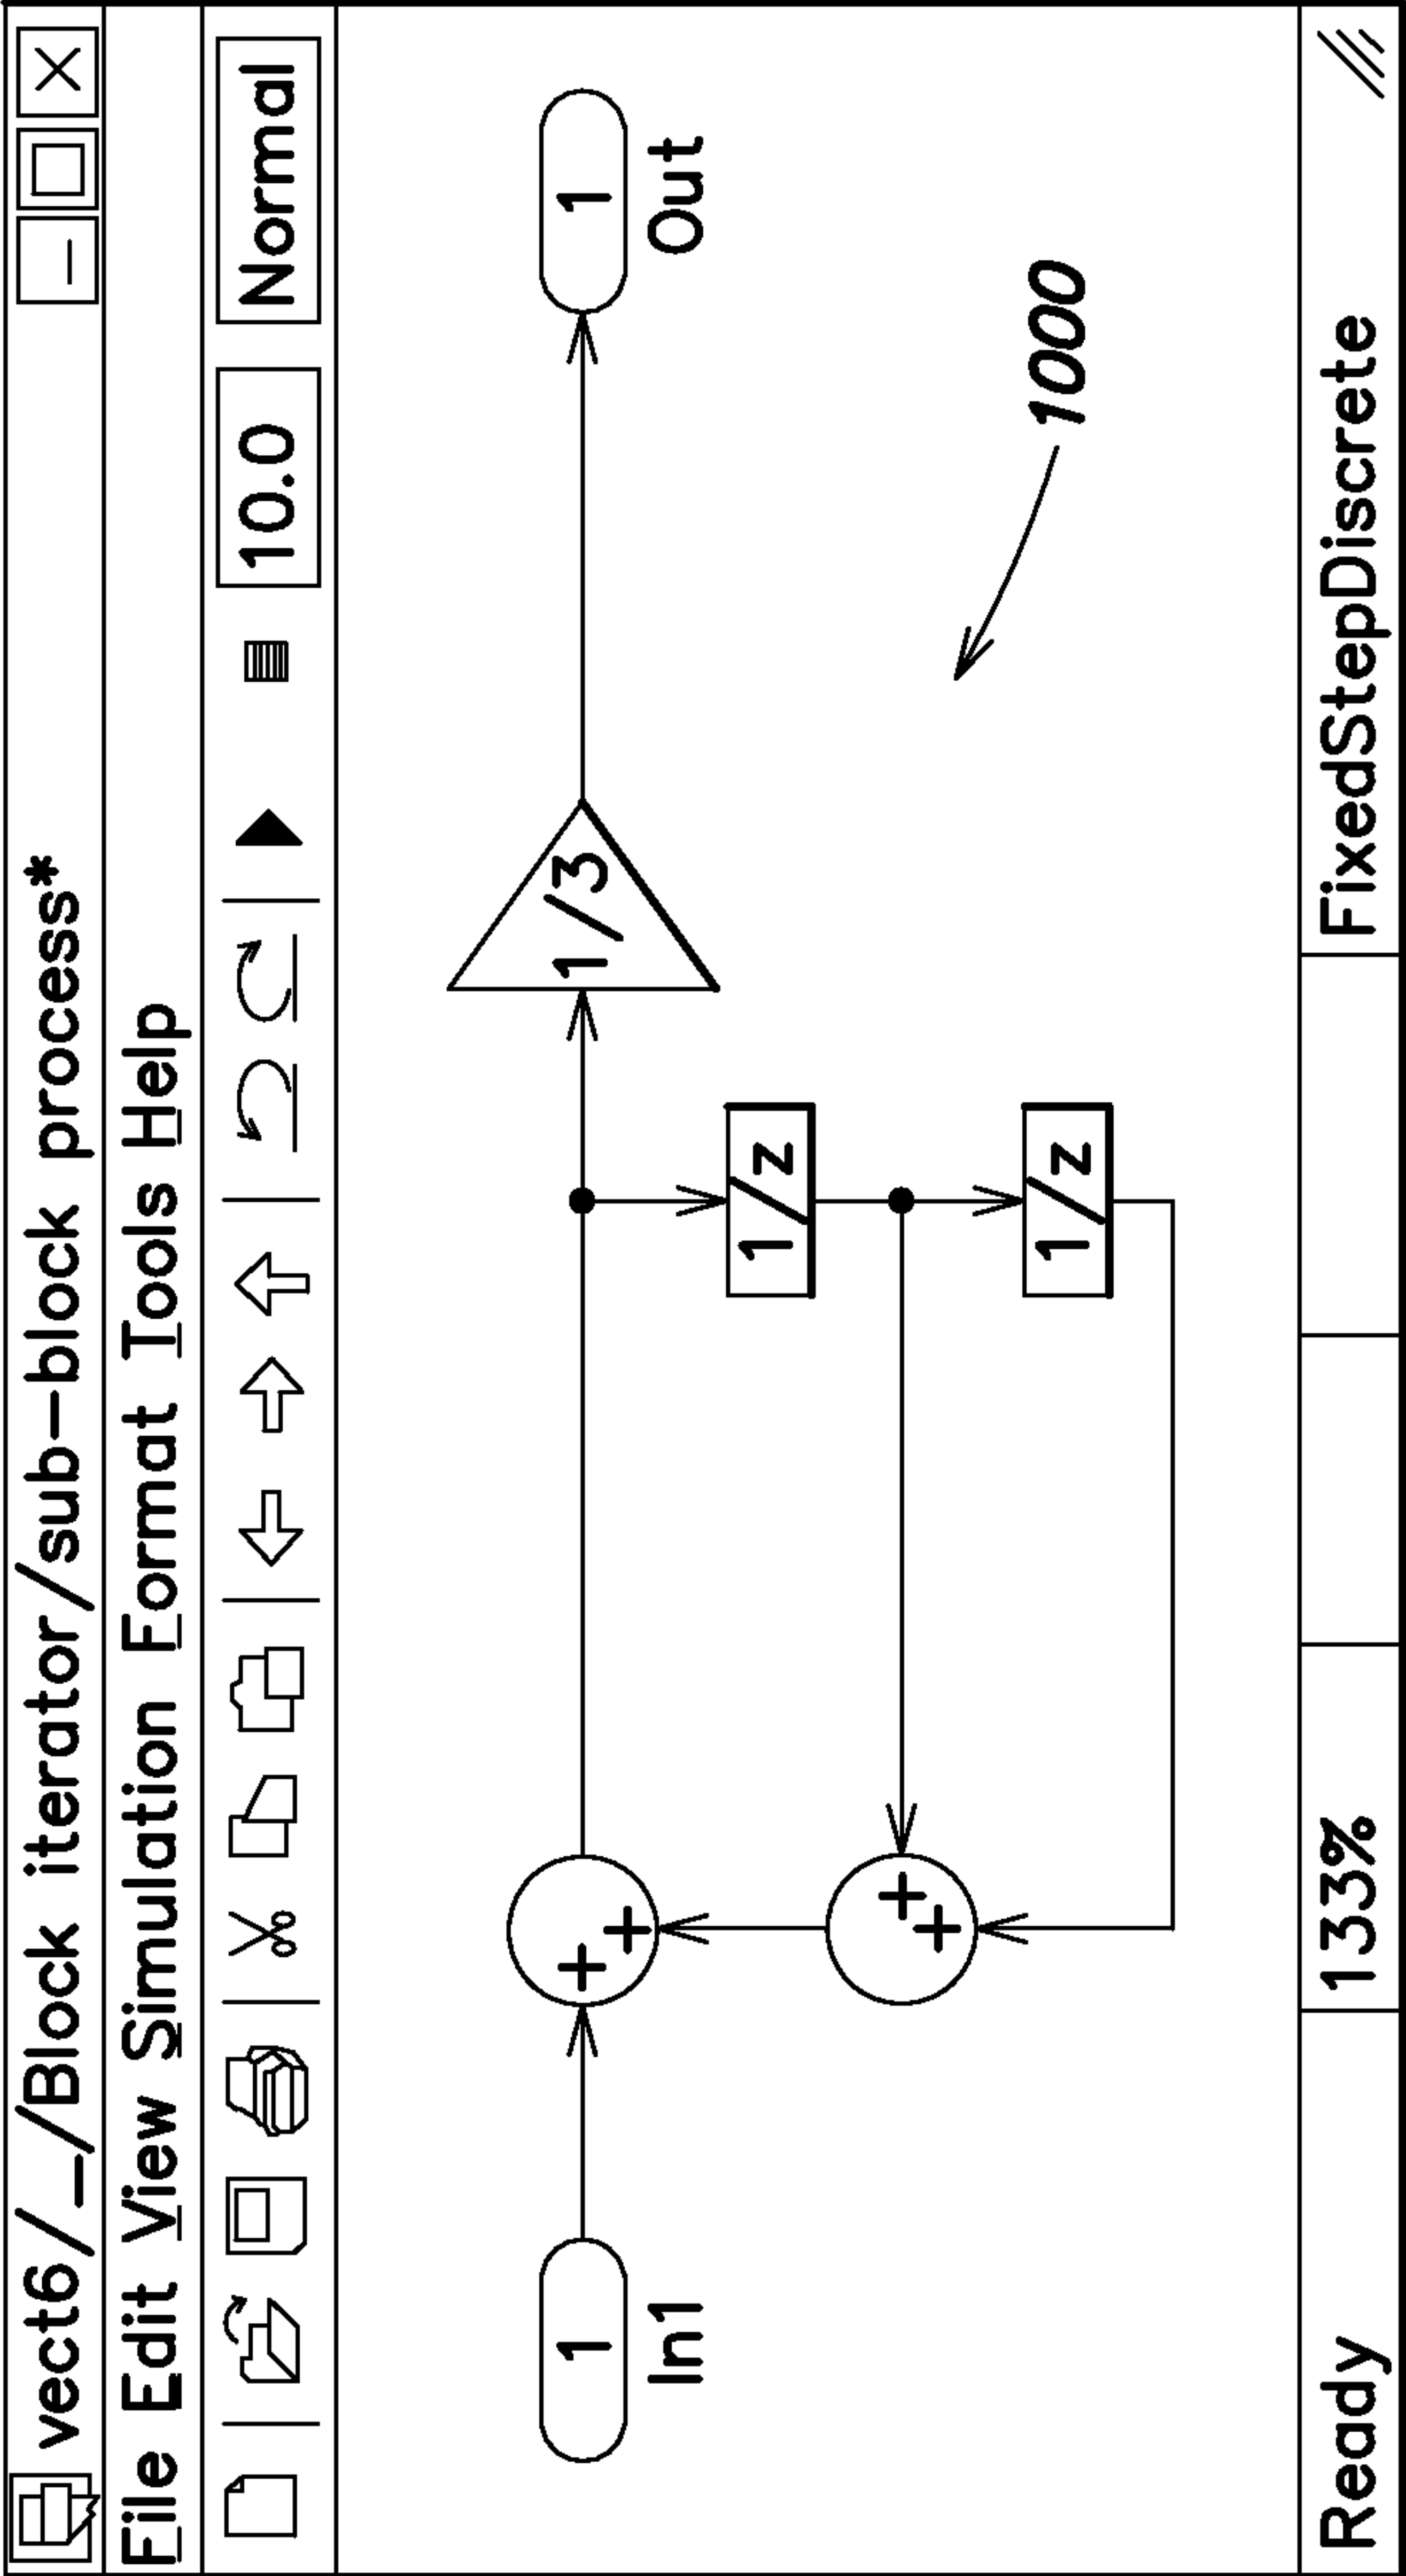 vect6/_/Block iterator/sub-block process*
File Edit View Simulation Format Tools Help
10.0 Normal
1
In1
+
+
1/3
1
Out
1/z
+
+
1/z
1000
Ready 133% FixedStepDiscrete